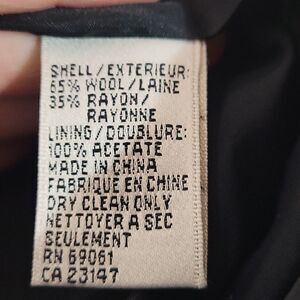 SHELL/EXTERIEUR:
65% WOOL/LAINE
35% RAYON/
RAYONNE
LINING/DOUBLURE:
100% ACETATE
MADE IN CHINA
FABRIQUE EN CHINE
DRY CLEAN ONLY
NETTOYER A SEC
SEULEMENT
RN 69061
CA 23147